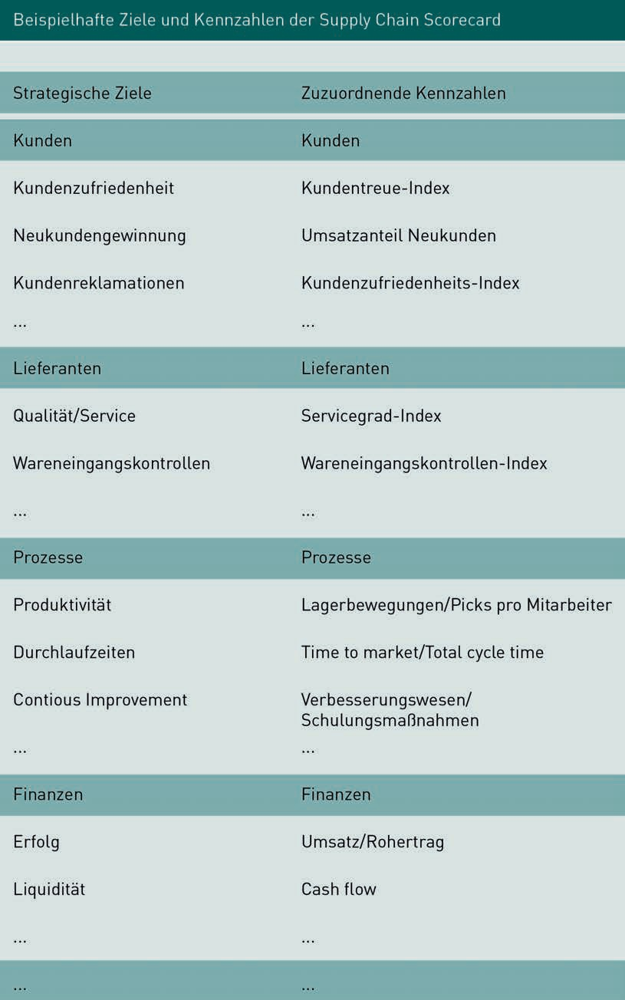 Beispielhafte Ziele und Kennzahlen der Supply Chain Scorecard
Strategische Ziele Zuzuordnende Kennzahlen
Kunden Kunden
Kundenzufriedenheit Kundentreue-Index
Neukundengewinnung Umsatzanteil Neukunden
Kundenreklamationen Kundenzufriedenheits-Index
... ...
Lieferanten Lieferanten
Qualität/Service Servicegrad-Index
Wareneingangskontrollen Wareneingangskontrollen-Index
... ...
Prozesse Prozesse
Produktivität Lagerbewegungen/Picks pro Mitarbeiter
Durchlaufzeiten Time to market/Total cycle time
Contious Improvement Verbesserungswesen/
Schulungsmaßnahmen
... ...
Finanzen Finanzen
Erfolg Umsatz/Rohertrag
Liquidität Cash flow
... ...
... ...